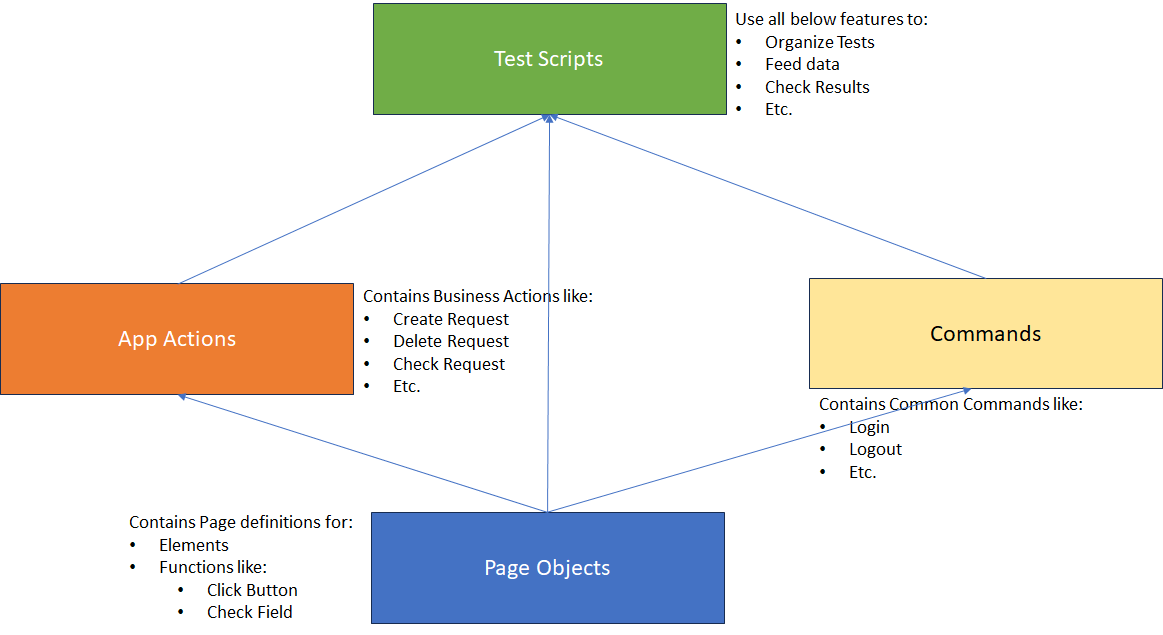 Test Scripts
Use all below features to:
• Organize Tests
• Feed data
• Check Results
• Etc.
App Actions
Contains Business Actions like:
• Create Request
• Delete Request
• Check Request
• Etc.
Commands
Contains Common Commands like:
• Login
• Logout
• Etc.
Contains Page definitions for:
• Elements
• Functions like:
• Click Button
• Check Field
Page Objects